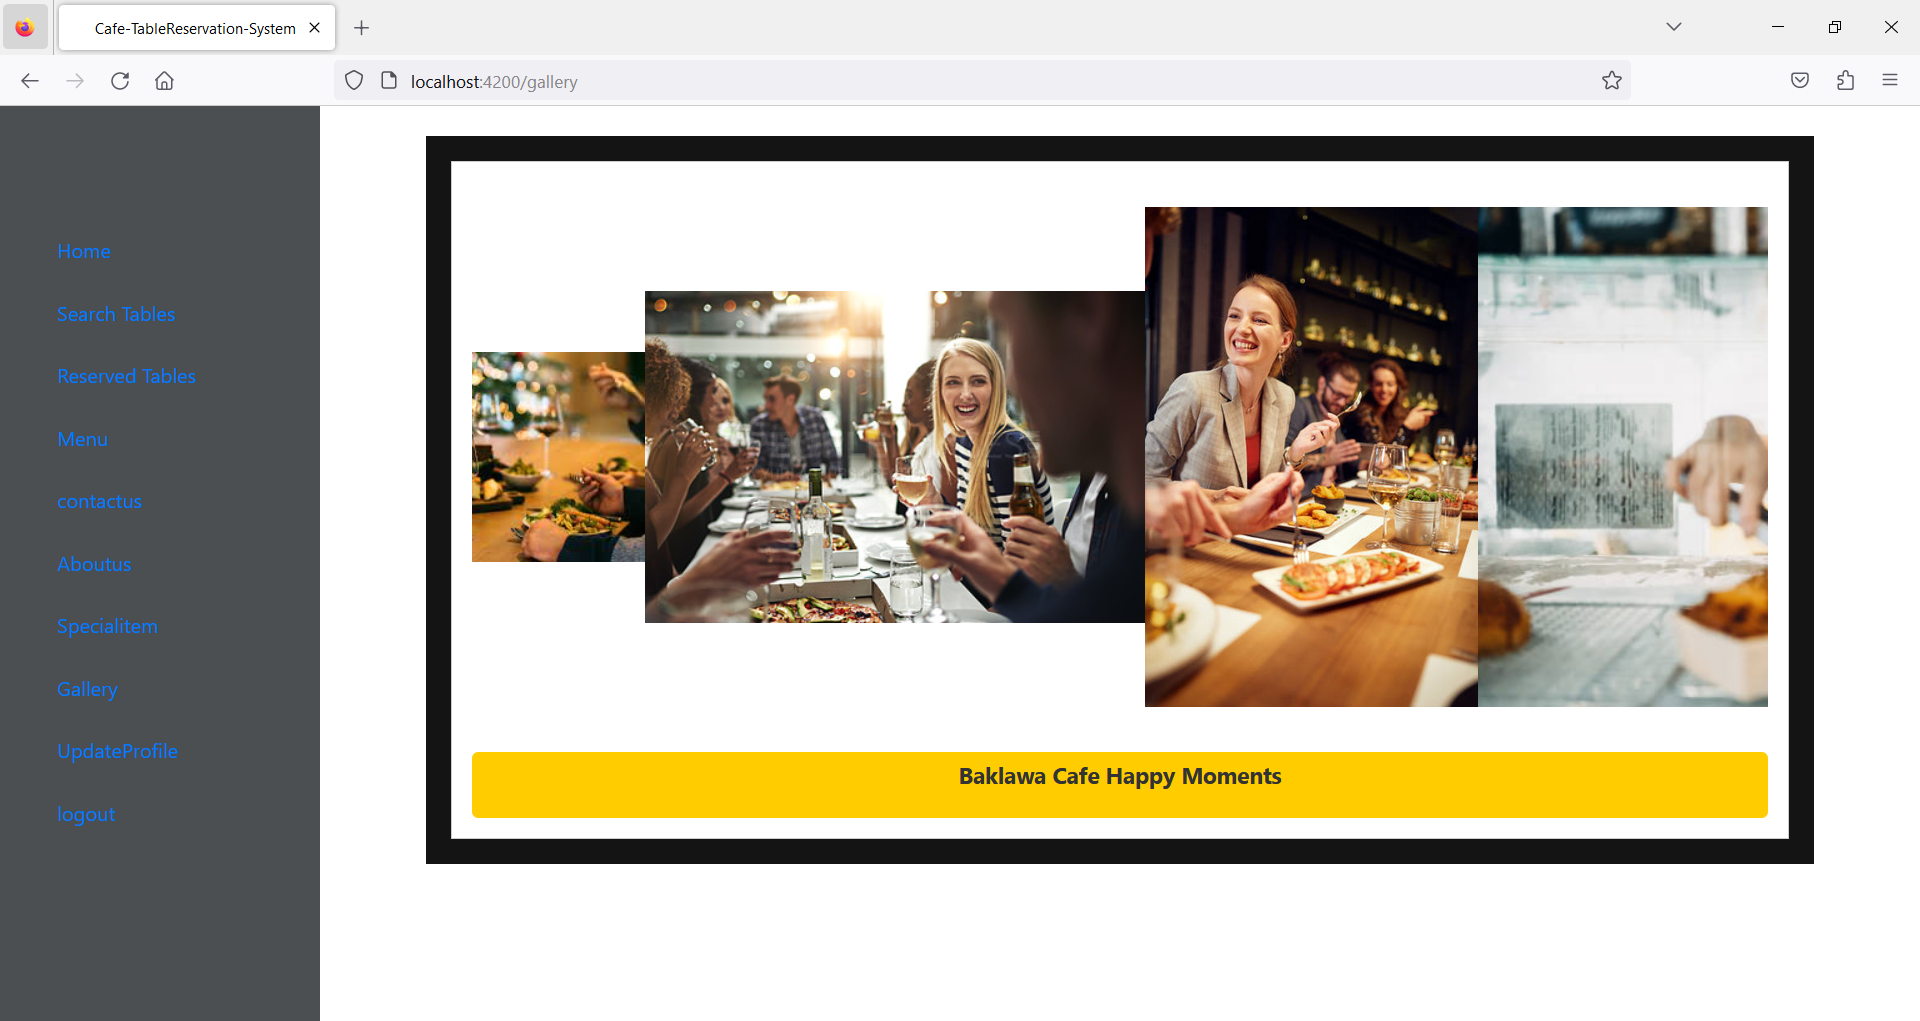 Cafe-TableReservation-System
localhost:4200/gallery
Home
Search Tables
Reserved Tables
Menu
contactus
Aboutus
Specialitem
Gallery
UpdateProfile
logout
Baklawa Cafe Happy Moments